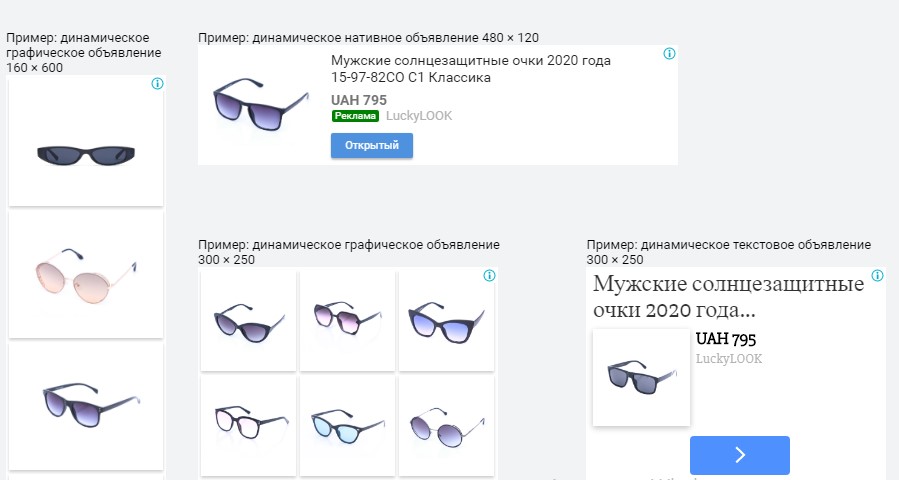 Пример: динамическое
графическое объявление
160 × 600
Пример: динамическое нативное объявление 480 × 120
Мужские солнцезащитные очки 2020 года
15-97-82CO C1 Классика
UAH 795
Реклама LuckyLOOK
Открытый
Пример: динамическое графическое объявление
300 × 250
Пример: динамическое текстовое объявление
300 × 250
Мужские солнцезащитные
очки 2020 года...
UAH 795
LuckyLOOK